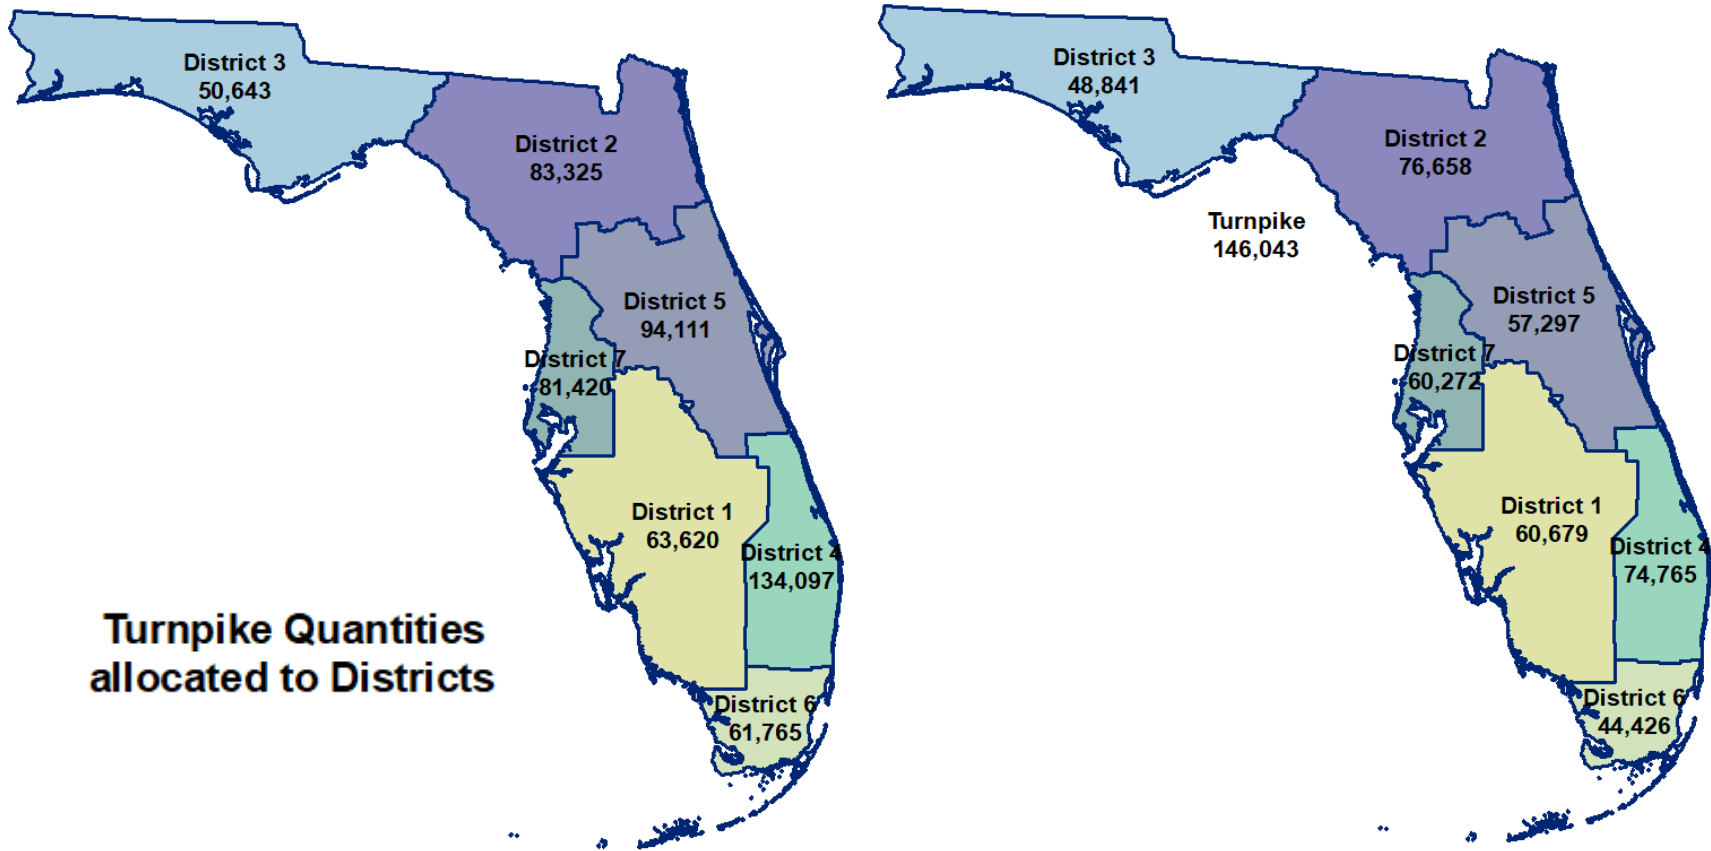 District 3
50,643
District 2
83,325
District 5
94,111
District 7
81,420
District 1
63,620
District 4
134,097
District 6
61,765
Turnpike Quantities
allocated to Districts
District 3
48,841
District 2
76,658
Turnpike
146,043
District 5
57,297
District 7
60,272
District 1
60,679
District 4
74,765
District 6
44,426